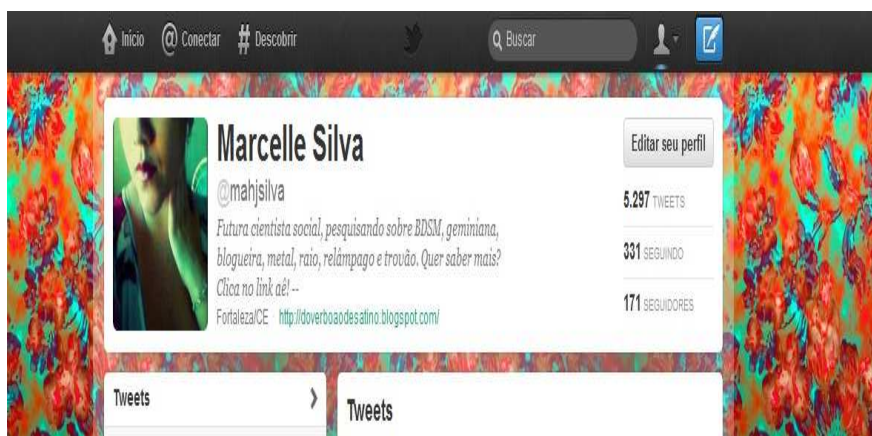 Início @ Conectar # Descobrir Buscar
Marcelle Silva
@mahjsilva
Futura cientista social, pesquisando sobre BDSM, geminiana,
blogueira, metal, raio, relâmpago e trovão. Quer saber mais?
Clica no link aê! --
Fortaleza/CE http://doverboaodesatino.blogspot.com/
Editar seu perfil
5.297 TWEETS
331 SEGUINDO
171 SEGUIDORES
Tweets
Tweets